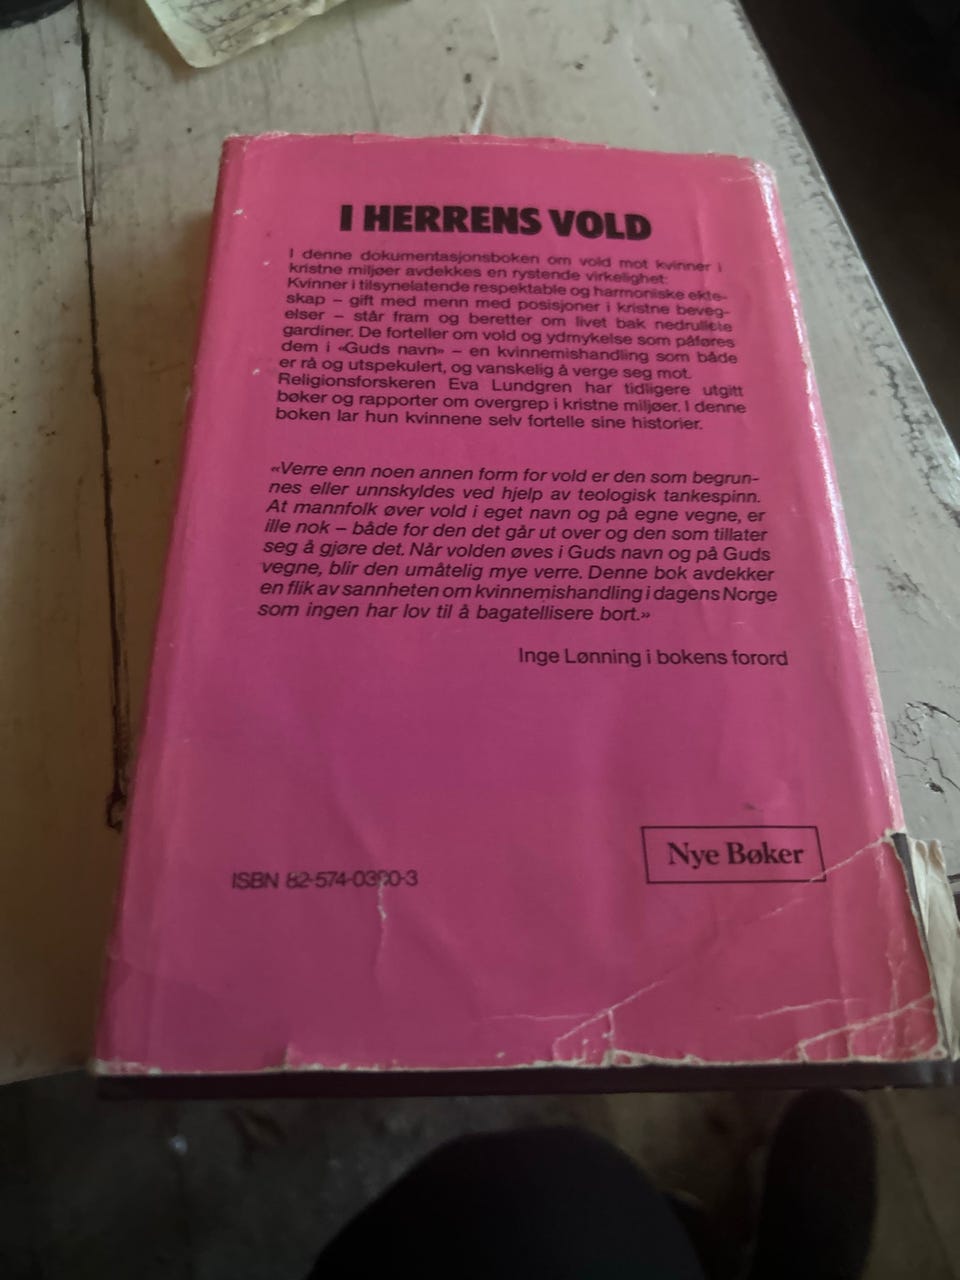 I HERRENS VOLD
I denne dokumentasjonsboken om vold mot kvinner i
kristne miljøer avdekkes en rystende virkelighet:
Kvinner i tilsynelatende respektable og harmoniske ekte-
skap – gift med menn med posisjoner i kristne beveg-
elser – står fram og beretter om livet bak nedrullete
gardiner. De forteller om vold og ydmykelse som påføres
dem i «Guds navn» – en kvinnemishandling som både
er rå og utspekulert, og vanskelig å verge seg mot.
Religionsforskeren Eva Lundgren har tidligere utgitt
bøker og rapporter om overgrep i kristne miljøer. I denne
boken lar hun kvinnene selv fortelle sine historier.
«Verre enn noen annen form for vold er den som begrun-
nes eller unnskyldes ved hjelp av teologisk tankespinn.
At mannfolk øver vold i eget navn og på egne vegne, er
ille nok – både for den det går ut over og den som tillater
seg å gjøre det. Når volden øves i Guds navn og på Guds
vegne, blir den umåtelig mye verre. Denne bok avdekker
en flik av sannheten om kvinnemishandling i dagens Norge
som ingen har lov til å bagatellisere bort.»
Inge Lønning i bokens forord
Nye Bøker
ISBN